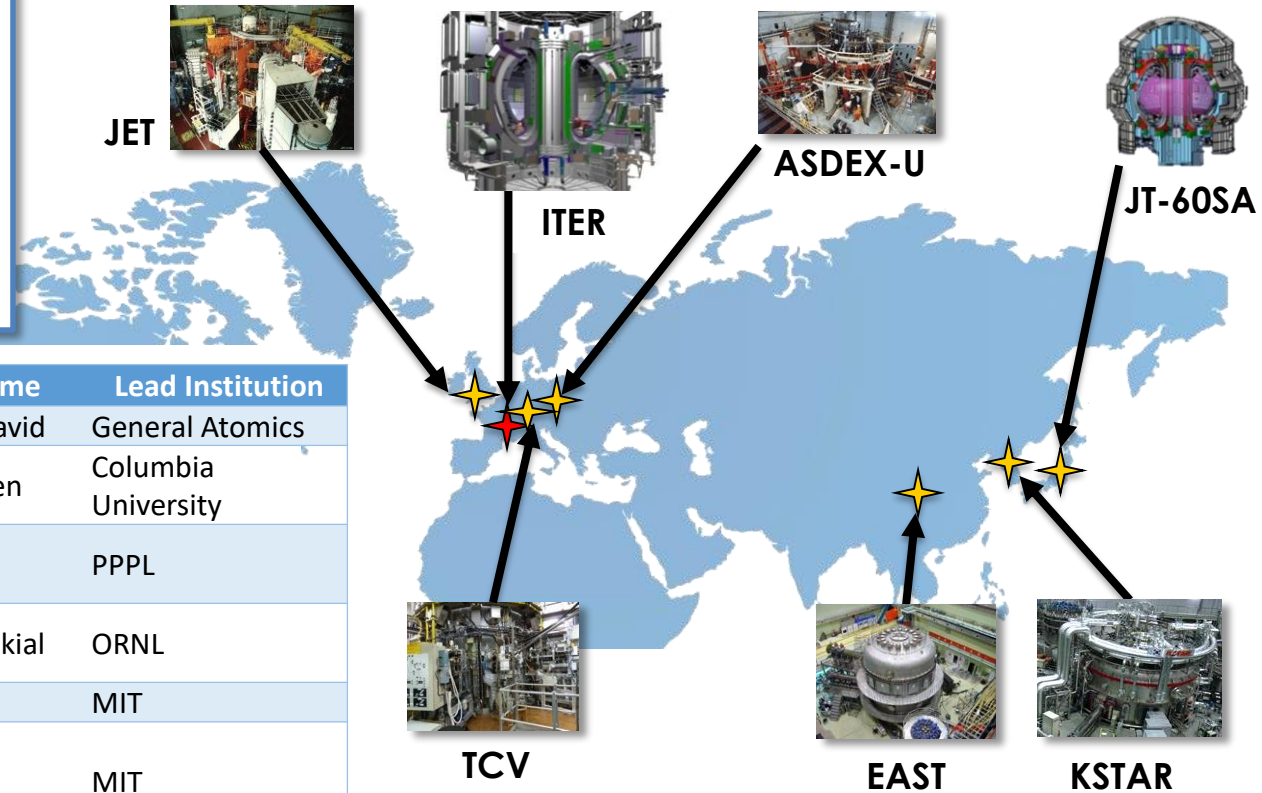 JET
ITER
ASDEX-U
JT-60SA
me Lead Institution
avid General Atomics
en Columbia
University
PPPL
kial ORNL
MIT
MIT
TCV
EAST
KSTAR